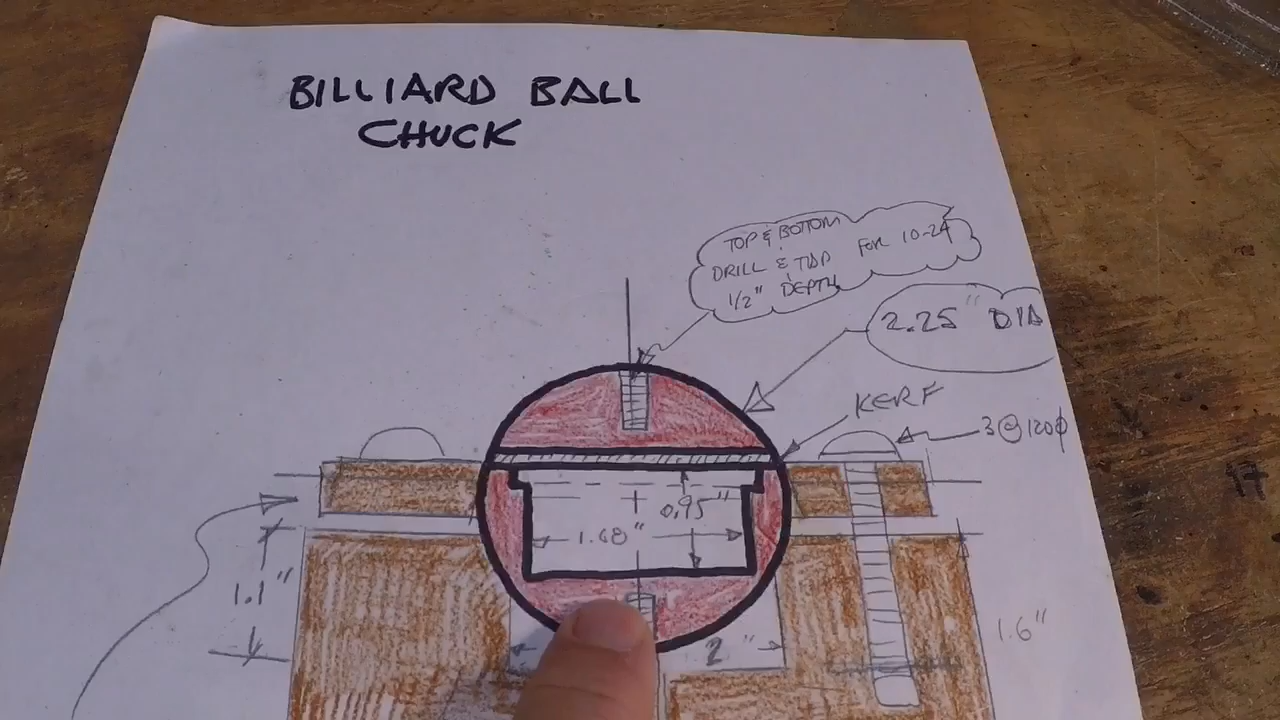 BILLIARD BALL
CHUCK
TOP & BOTTOM
DRILL & TAP FOR 10-24
1/2" DEPTH
2.25" DIA
KERF
3@120
0.95"
1.68"
1.1"
1.6"
2"